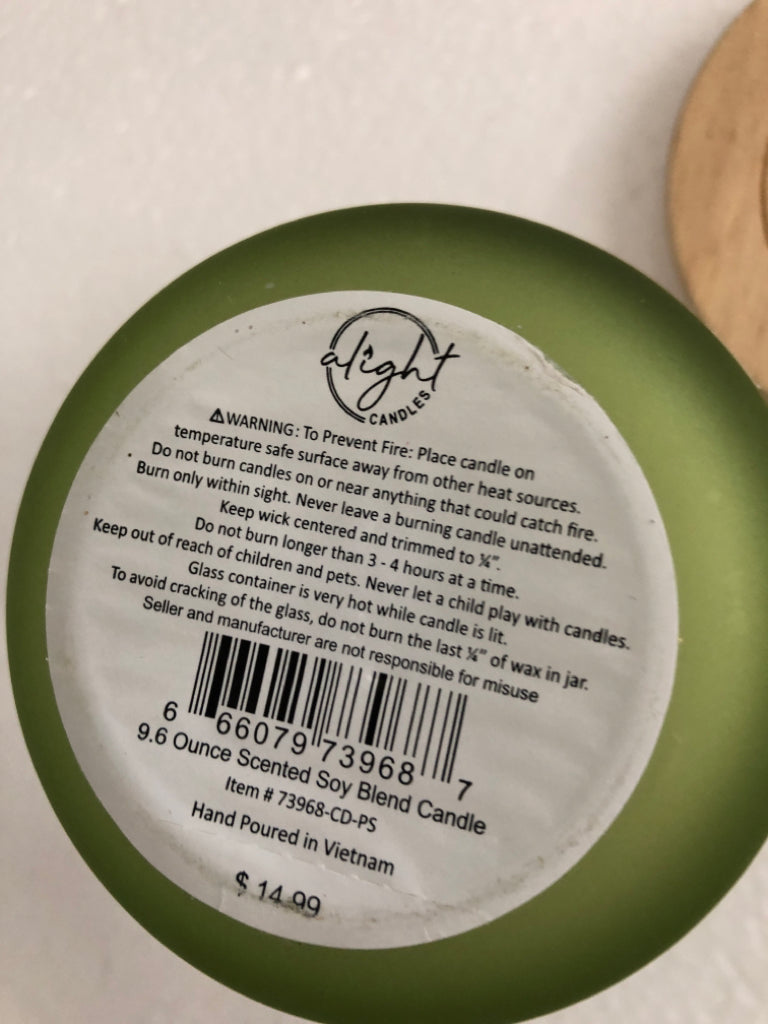 alight
CANDLES
⚠WARNING: To Prevent Fire: Place candle on
temperature safe surface away from other heat sources.
Do not burn candles on or near anything that could catch fire.
Burn only within sight. Never leave a burning candle unattended.
Keep wick centered and trimmed to ¼”.
Do not burn longer than 3 - 4 hours at a time.
Keep out of reach of children and pets. Never let a child play with candles.
Glass container is very hot while candle is lit.
To avoid cracking of the glass, do not burn the last ¼” of wax in jar.
Seller and manufacturer are not responsible for misuse
6 66079 73968 7
9.6 Ounce Scented Soy Blend Candle
Item # 73968-CD-PS
Hand Poured in Vietnam
$ 14.99